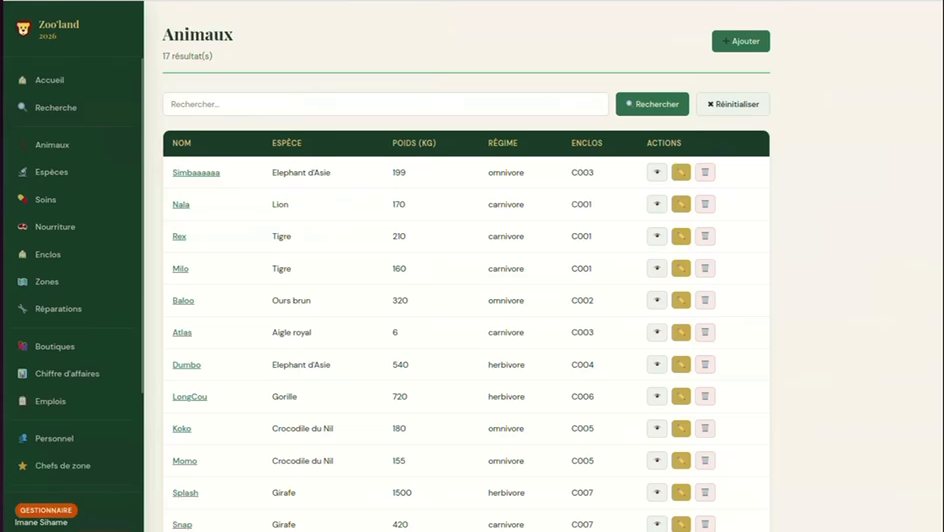 Zoo'land
2026
Accueil
Recherche
Animaux
Espèces
Soins
Nourriture
Enclos
Zones
Réparations
Boutiques
Chiffre d'affaires
Emplois
Personnel
Chefs de zone
GESTIONNAIRE
Imane Sihame
Animaux
17 résultat(s)
Ajouter
Rechercher...
Rechercher
✖ Réinitialiser
NOM ESPÈCE POIDS (KG) RÉGIME ENCLOS ACTIONS
Simbaaaaaa Elephant d'Asie 199 omnivore C003
Nala Lion 170 carnivore C001
Rex Tigre 210 carnivore C001
Milo Tigre 160 carnivore C001
Baloo Ours brun 320 omnivore C002
Atlas Aigle royal 6 carnivore C003
Dumbo Elephant d'Asie 540 herbivore C004
LongCou Gorille 720 herbivore C006
Koko Crocodile du Nil 180 omnivore C005
Momo Crocodile du Nil 155 omnivore C005
Splash Girafe 1500 herbivore C007
Snap Girafe 420 carnivore C007